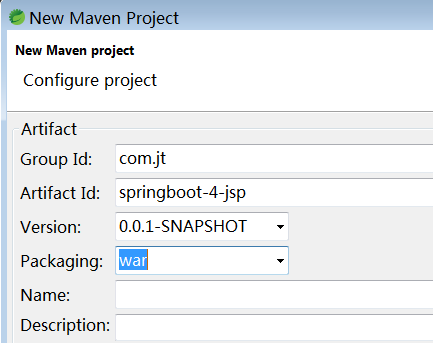 New Maven Project
New Maven project
Configure project
Artifact
Group Id: com.jt
Artifact Id: springboot-4-jsp
Version: 0.0.1-SNAPSHOT
Packaging: war
Name:
Description: